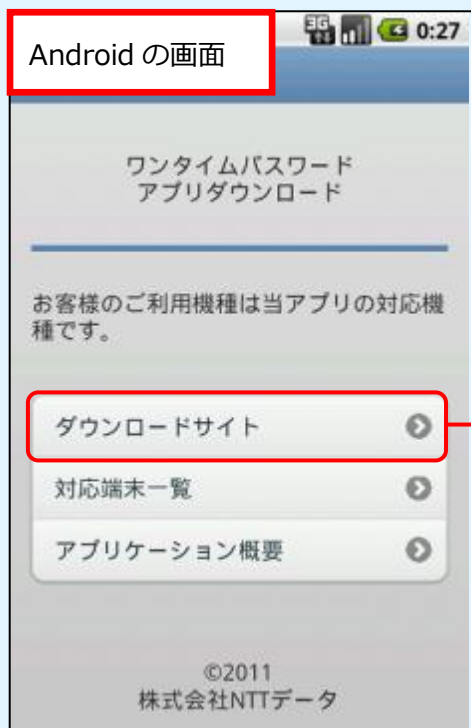 Android の画面
3G
0:27
ワンタイムパスワード
アプリダウンロード
お客様のご利用機種は当アプリの対応機
種です。
ダウンロードサイト
対応端末一覧
アプリケーション概要
©2011
株式会社NTTデータ